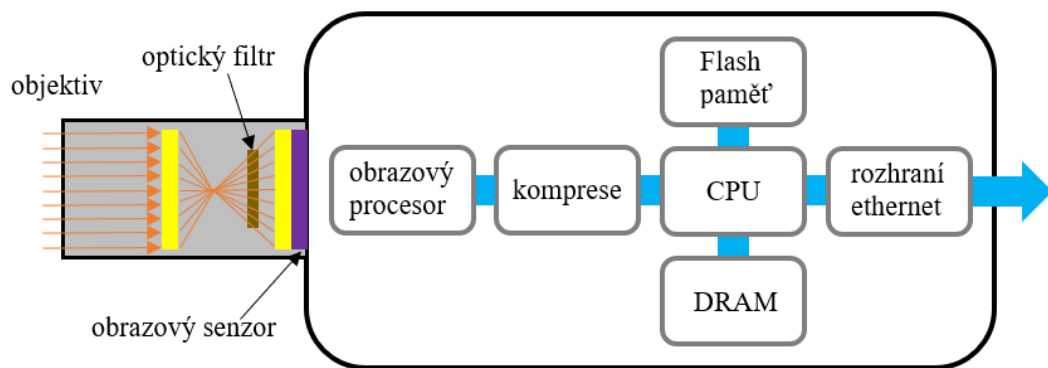 optický filtr
objektiv
Flash
paměť
obrazový
procesor
komprese
CPU
rozhraní
ethernet
DRAM
obrazový senzor